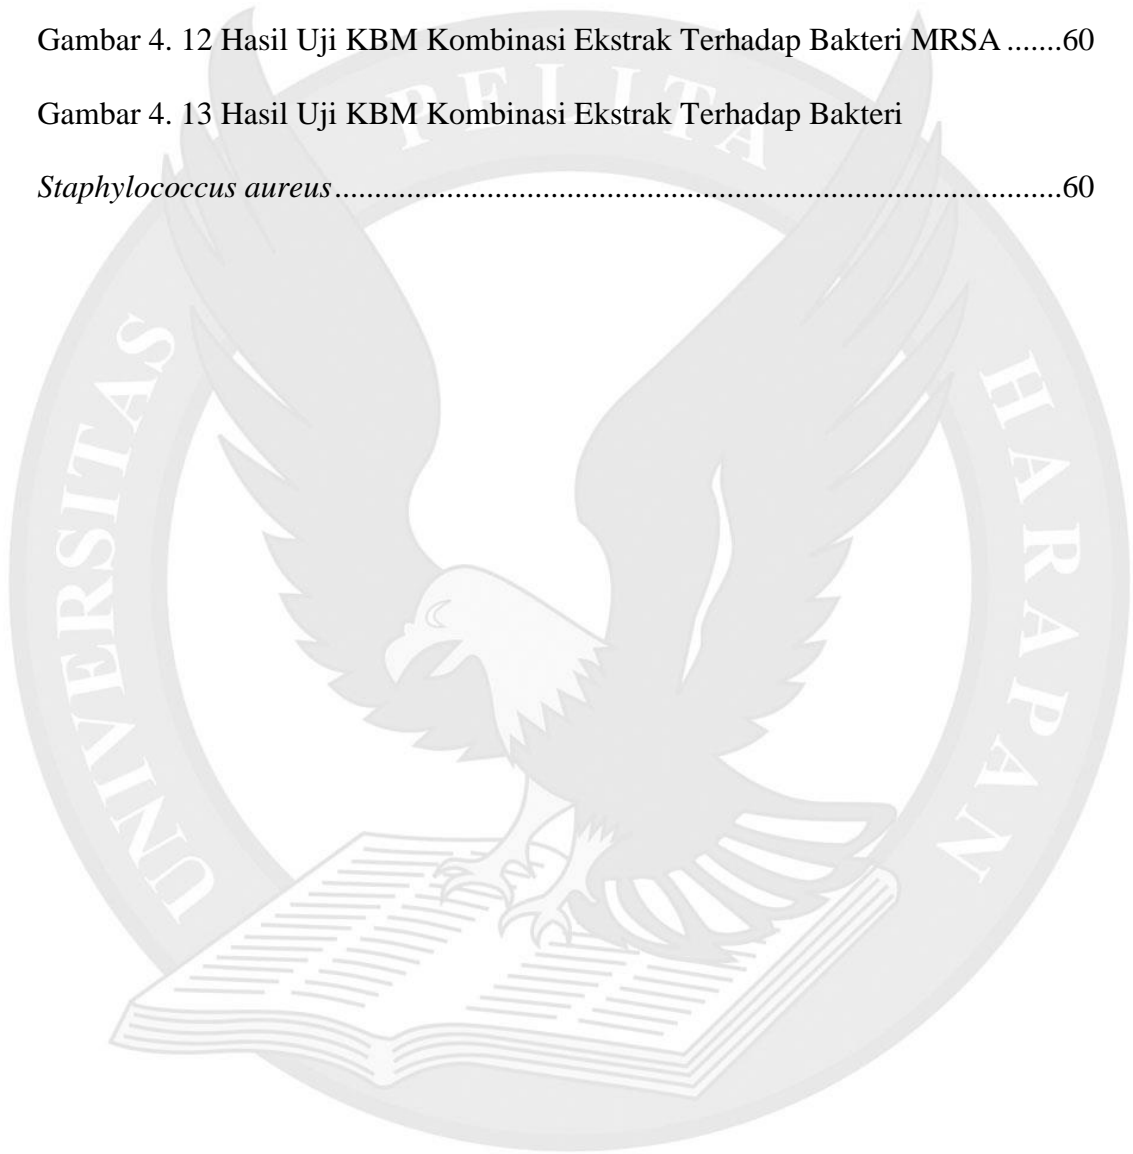 Gambar 4. 12 Hasil Uji KBM Kombinasi Ekstrak Terhadap Bakteri MRSA .......60
Gambar 4. 13 Hasil Uji KBM Kombinasi Ekstrak Terhadap Bakteri
Staphylococcus aureus...........................................................................................60
UNIVERSITAS PELITA HARAPAN